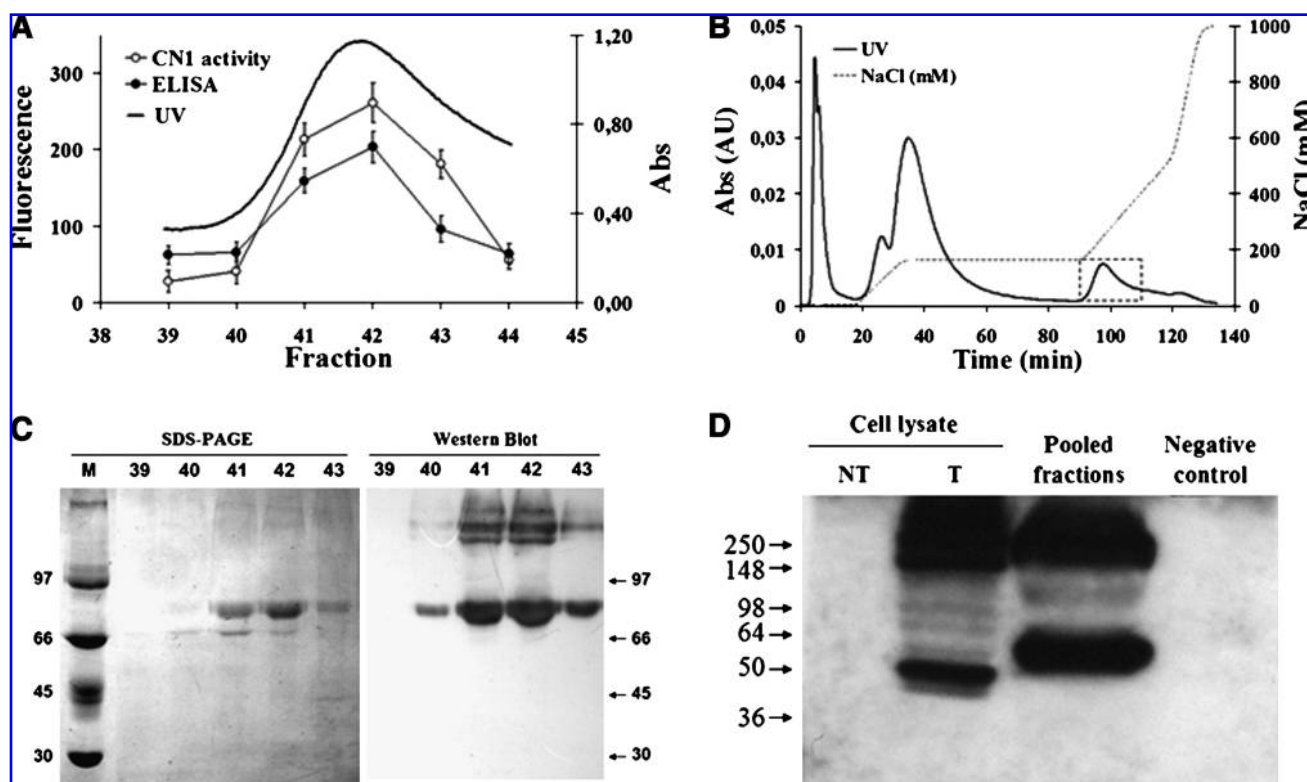 A
CN1 activity
ELISA
UV
Fluorescence
300
200
100
0
1,20
0,80
0,40
0,00
Abs
38 39 40 41 42 43 44 45
Fraction
B
UV
NaCl (mM)
Abs (AU)
0,05
0,04
0,03
0,02
0,01
0
1000
800
600
400
200
0
NaCl (mM)
0 20 40 60 80 100 120 140
Time (min)
C
SDS-PAGE
M 39 40 41 42 43
97
66
45
30
Western Blot
39 40 41 42 43
← 97
← 66
← 45
← 30
D
Cell lysate
NT T
Pooled
fractions
Negative
control
250→
148→
98→
64→
50→
36→